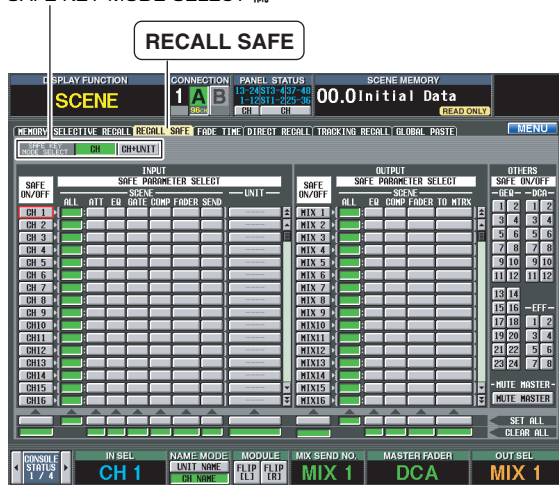 SAFE KEY MODE SELECT 欄
RECALL SAFE
DISPLAY FUNCTION
SCENE
CONNECTION
1 A B
96kHz
PANEL STATUS
13-24 ST3-4 37-48
1-12 ST1-2 25-36
CH CH
SCENE MEMORY
00.0 Initial Data
READ ONLY
MEMORY SELECTIVE RECALL RECALL SAFE FADE TIME DIRECT RECALL TRACKING RECALL GLOBAL PASTE
MENU
SAFE KEY MODE SELECT CH CH+UNIT
INPUT
SAFE ON/OFF
SAFE PARAMETER SELECT
SCENE
UNIT
ALL ATT EQ GATE COMP FADER SEND
CH 1
CH 2
CH 3
CH 4
CH 5
CH 6
CH 7
CH 8
CH 9
CH10
CH11
CH12
CH13
CH14
CH15
CH16
OUTPUT
SAFE ON/OFF
SAFE PARAMETER SELECT
SCENE
ALL EQ COMP FADER TO MTRX
MIX 1
MIX 2
MIX 3
MIX 4
MIX 5
MIX 6
MIX 7
MIX 8
MIX 9
MIX10
MIX11
MIX12
MIX13
MIX14
MIX15
MIX16
OTHERS
SAFE ON/OFF
GEQ DCA
1 2 1 2
3 4 3 4
5 6 5 6
7 8 7 8
9 10 9 10
11 12 11 12
13 14
15 16 EFF
17 18 1 2
19 20 3 4
21 22 5 6
23 24 7 8
MUTE MASTER
MUTE MASTER
SET ALL
CLEAR ALL
CONSOLE STATUS 1 / 4
IN SEL
CH 1
NAME MODE
UNIT NAME
CH NAME
MODULE
FLIP [L] FLIP [R]
MIX SEND NO.
MIX 1
MASTER FADER
DCA
OUT SEL
MIX 1